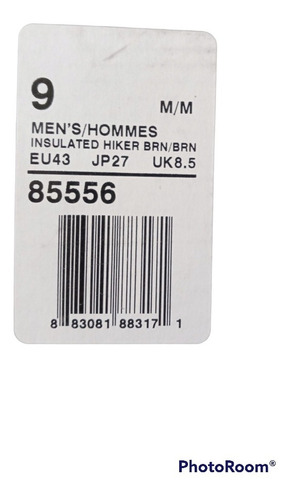 9 M/M
MEN'S/HOMMES
INSULATED HIKER BRN/BRN
EU43 JP27 UK8.5
85556
8 83081 88317 1
PhotoRoom®